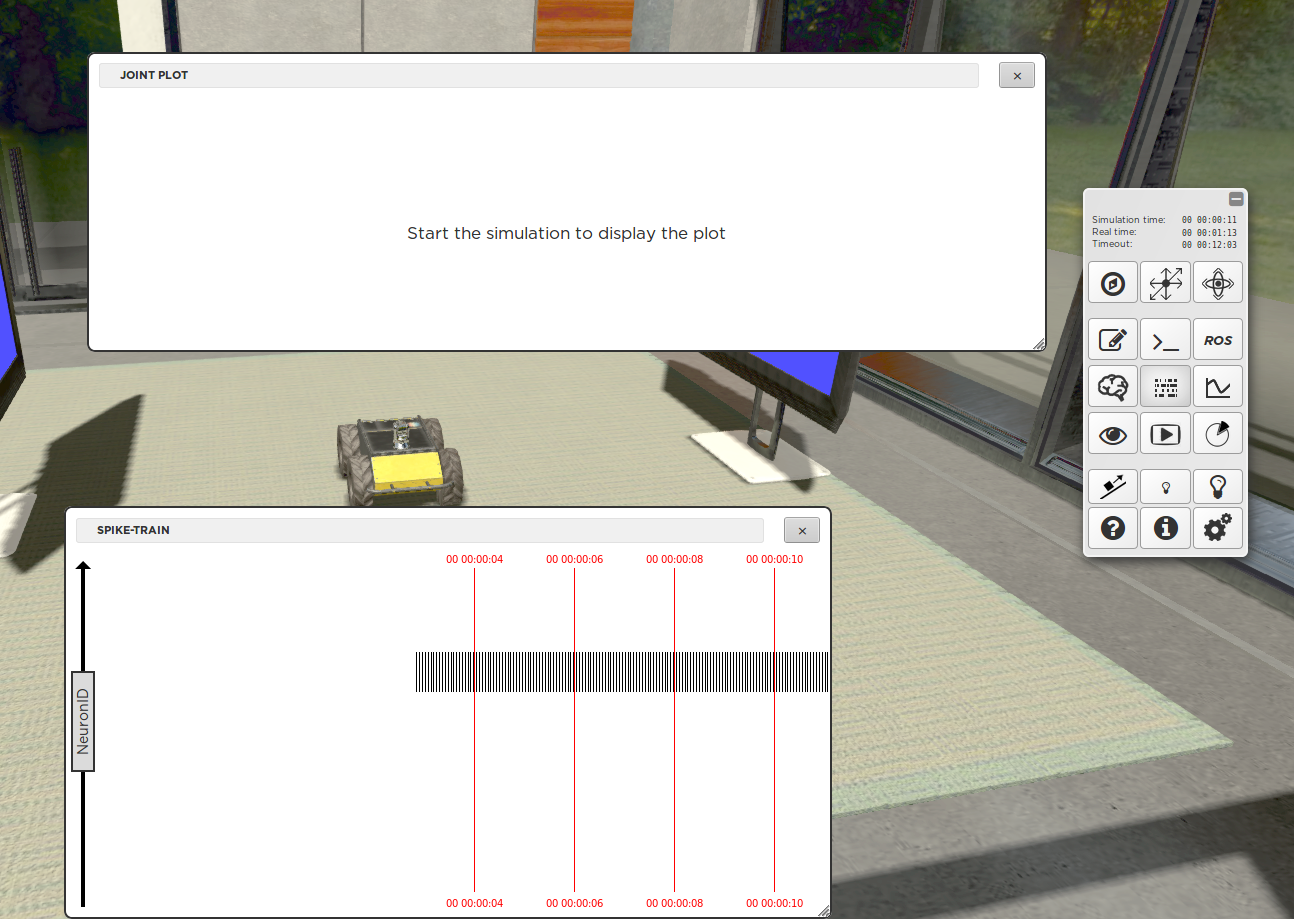 JOINT PLOT
×
Start the simulation to display the plot
Simulation time: 00 00:00:11
Real time: 00 00:01:13
Timeout: 00 00:12:03
ROS
SPIKE-TRAIN
×
00 00:00:04 00 00:00:06 00 00:00:08 00 00:00:10
NeuronID
00 00:00:04 00 00:00:06 00 00:00:08 00 00:00:10